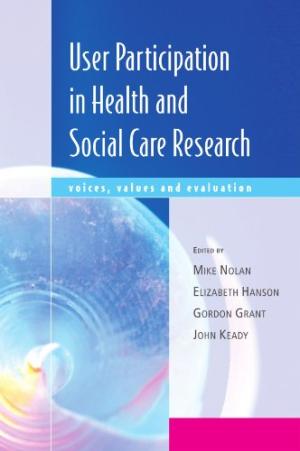 User Participation
in Health and
Social Care Research
voices, values and evaluation
EDITED BY
MIKE NOLAN
ELIZABETH HANSON
GORDON GRANT
JOHN KEADY